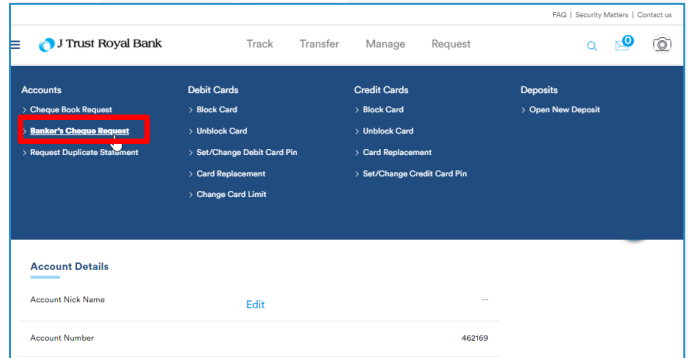 FAQ | Security Matters | Contact us
J Trust Royal Bank
Track Transfer Manage Request
0
Accounts
> Cheque Book Request
> Banker's Cheque Request
> Request Duplicate Statement
Debit Cards
> Block Card
> Unblock Card
> Set/Change Debit Card Pin
> Card Replacement
> Change Card Limit
Credit Cards
> Block Card
> Unblock Card
> Card Replacement
> Set/Change Credit Card Pin
Deposits
> Open New Deposit
Account Details
Account Nick Name Edit --
Account Number 462169